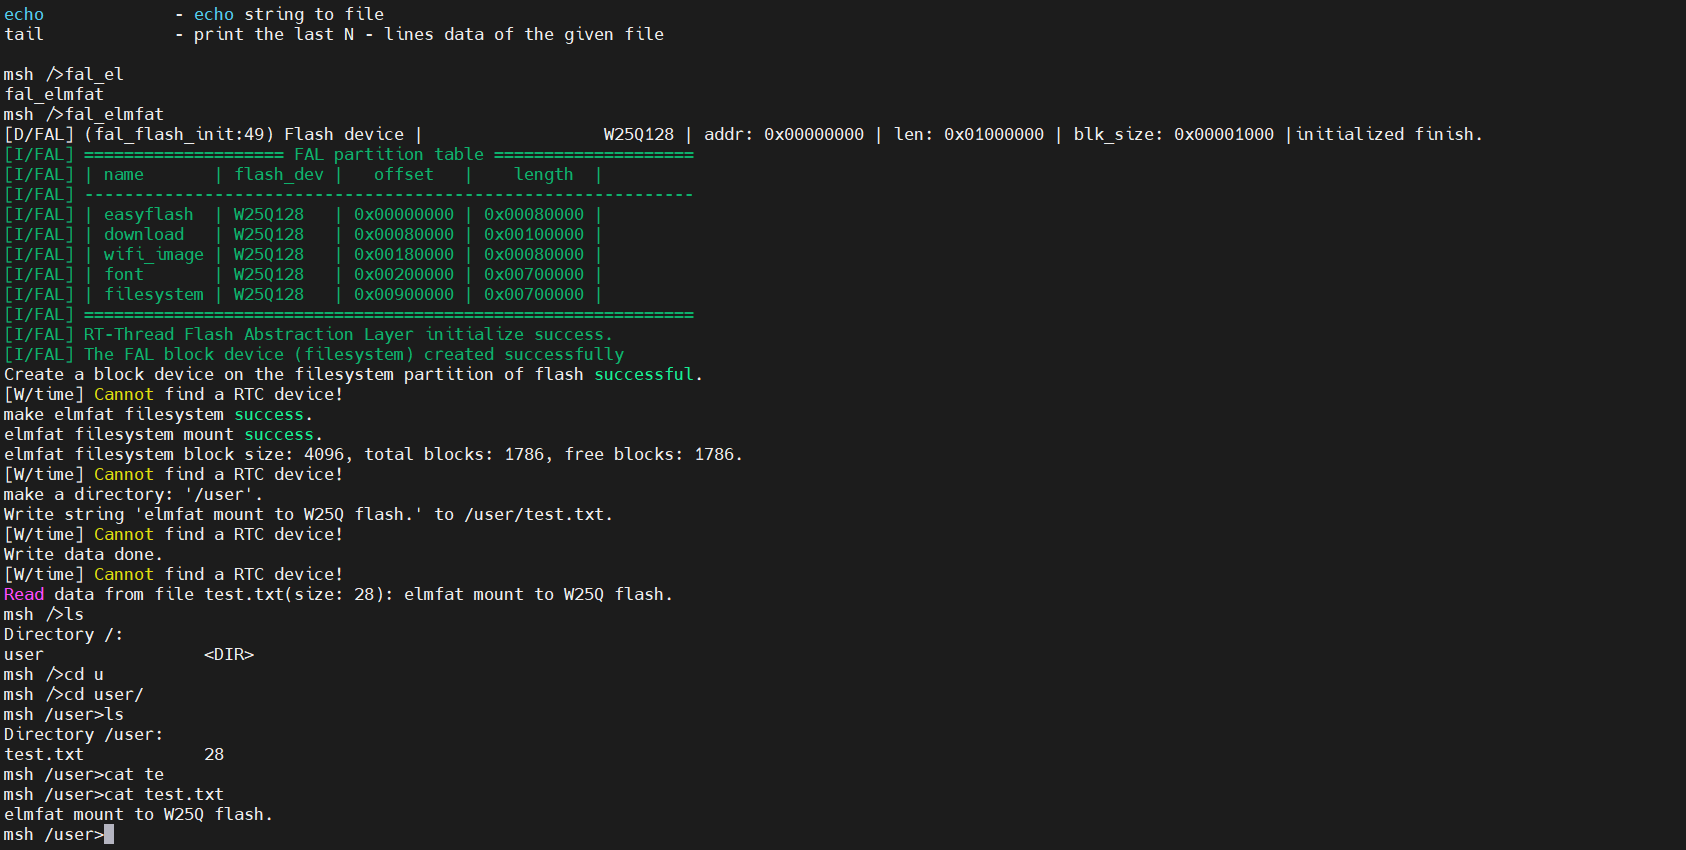 echo             - echo string to file
tail             - print the last N - lines data of the given file
msh />fal_el
fal_elmfat
msh />fal_elmfat
[D/FAL] (fal_flash_init:49) Flash device |                  W25Q128 | addr: 0x00000000 | len: 0x01000000 | blk_size: 0x00001000 |initialized finish.
[I/FAL] ==================== FAL partition table ====================
[I/FAL] | name       | flash_dev |   offset   |    length  |
[I/FAL] -------------------------------------------------------------
[I/FAL] | easyflash  | W25Q128   | 0x00000000 | 0x00080000 |
[I/FAL] | download   | W25Q128   | 0x00080000 | 0x00100000 |
[I/FAL] | wifi_image | W25Q128   | 0x00180000 | 0x00080000 |
[I/FAL] | font       | W25Q128   | 0x00200000 | 0x00700000 |
[I/FAL] | filesystem | W25Q128   | 0x00900000 | 0x00700000 |
[I/FAL] =============================================================
[I/FAL] RT-Thread Flash Abstraction Layer initialize success.
[I/FAL] The FAL block device (filesystem) created successfully
Create a block device on the filesystem partition of flash successful.
[W/time] Cannot find a RTC device!
make elmfat filesystem success.
elmfat filesystem mount success.
elmfat filesystem block size: 4096, total blocks: 1786, free blocks: 1786.
[W/time] Cannot find a RTC device!
make a directory: '/user'.
Write string 'elmfat mount to W25Q flash.' to /user/test.txt.
[W/time] Cannot find a RTC device!
Write data done.
[W/time] Cannot find a RTC device!
Read data from file test.txt(size: 28): elmfat mount to W25Q flash.
msh />ls
Directory /:
user                <DIR>
msh />cd u
msh />cd user/
msh /user>ls
Directory /user:
test.txt            28
msh /user>cat te
msh /user>cat test.txt
elmfat mount to W25Q flash.
msh /user>